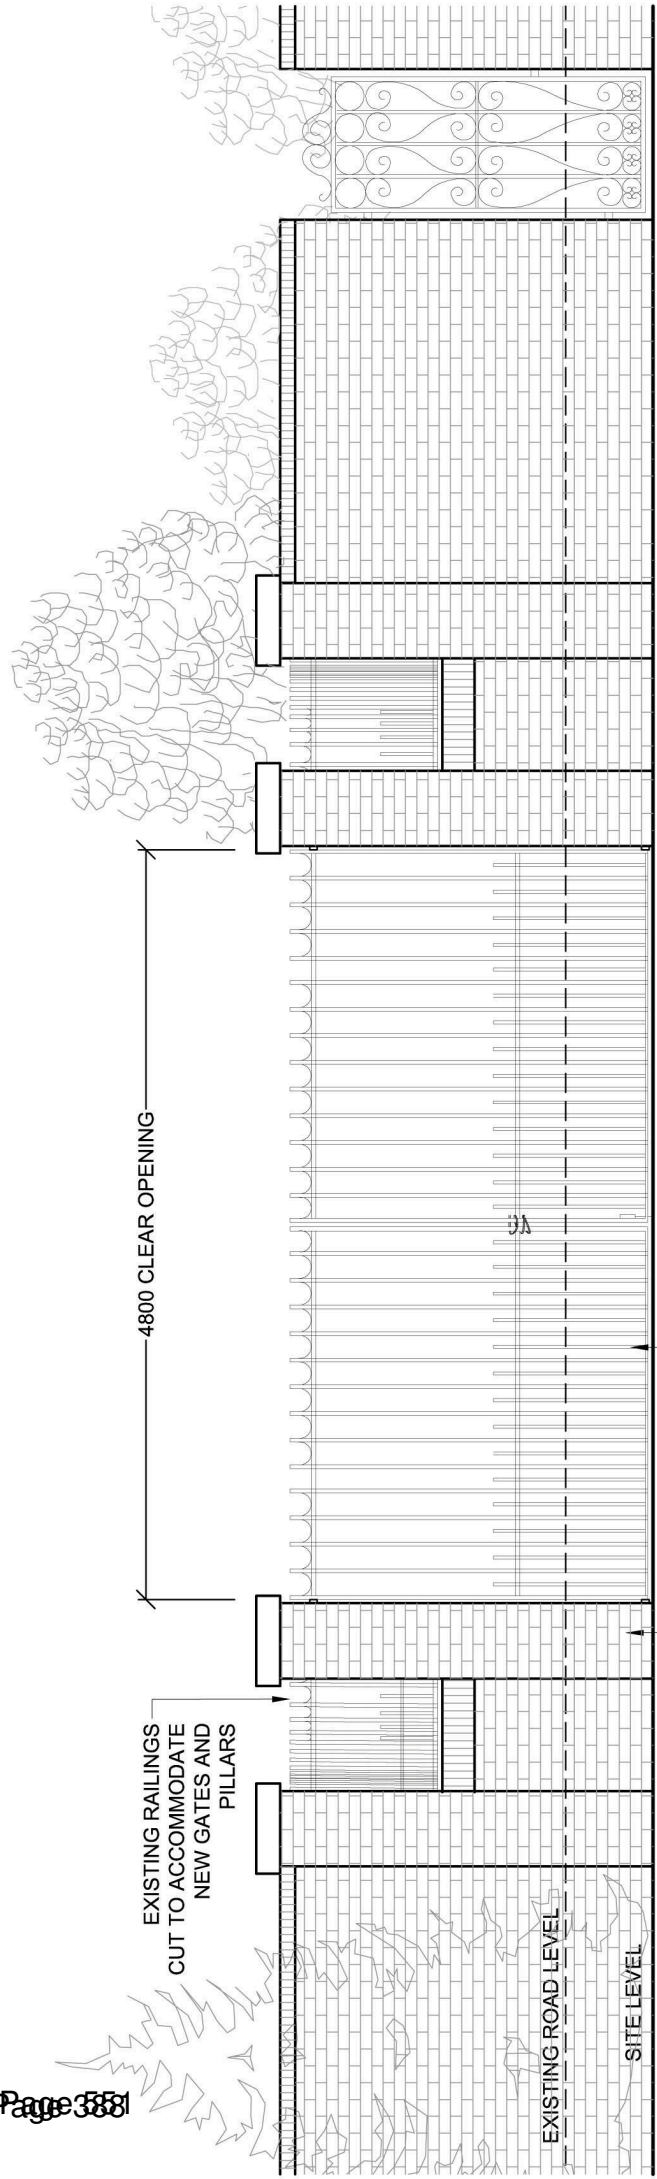 EXISTING RAILINGS
CUT TO ACCOMMODATE
NEW GATES AND
PILLARS
4800 CLEAR OPENING
EXISTING ROAD LEVEL
SITE LEVEL